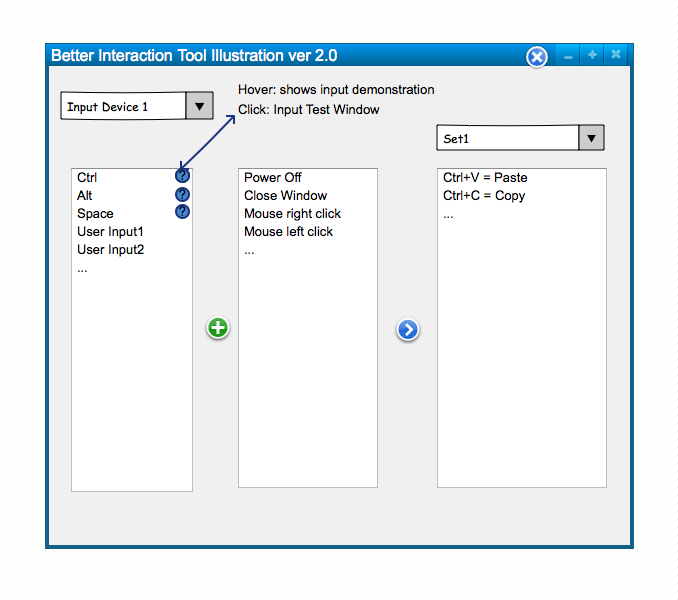 Better Interaction Tool Illustration ver 2.0
Hover: shows input demonstration
Input Device 1
Click: Input Test Window
Set1
Ctrl
Alt
Space
User Input1
User Input2
...
Power Off
Close Window
Mouse right click
Mouse left click
...
Ctrl+V = Paste
Ctrl+C = Copy
...